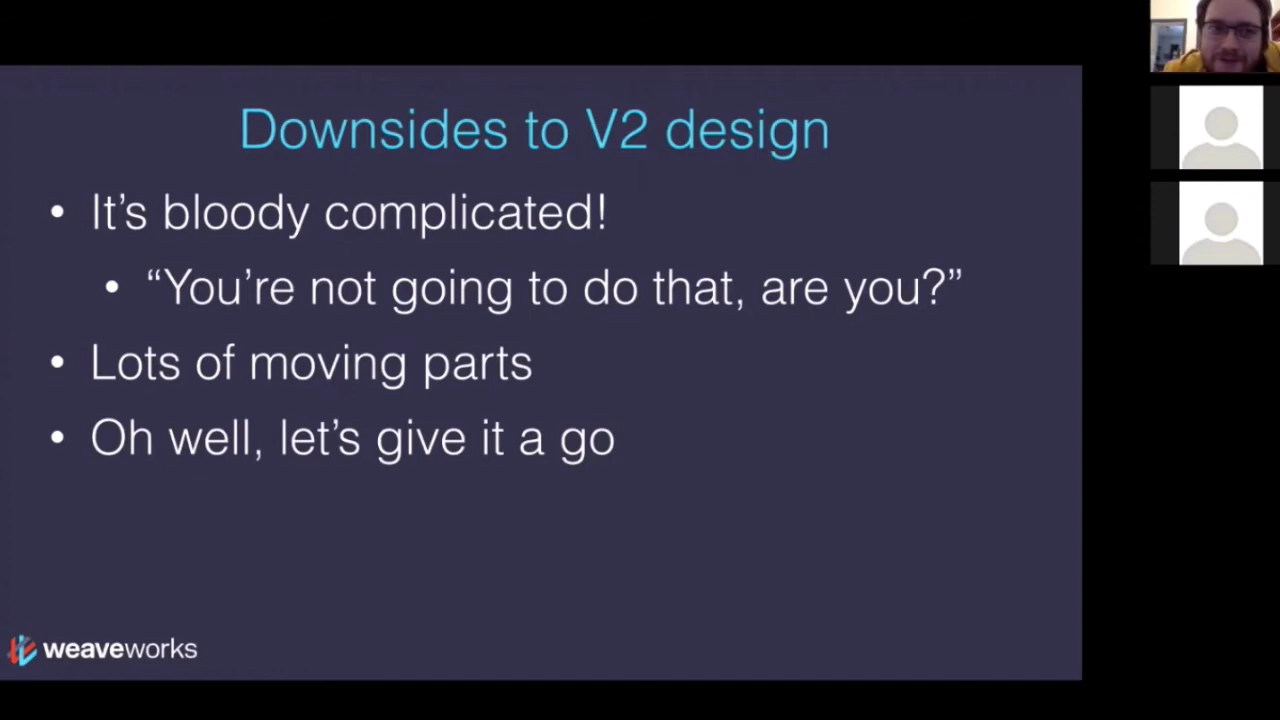 Downsides to V2 design
• It’s bloody complicated!
• “You’re not going to do that, are you?”
• Lots of moving parts
• Oh well, let’s give it a go
weaveworks